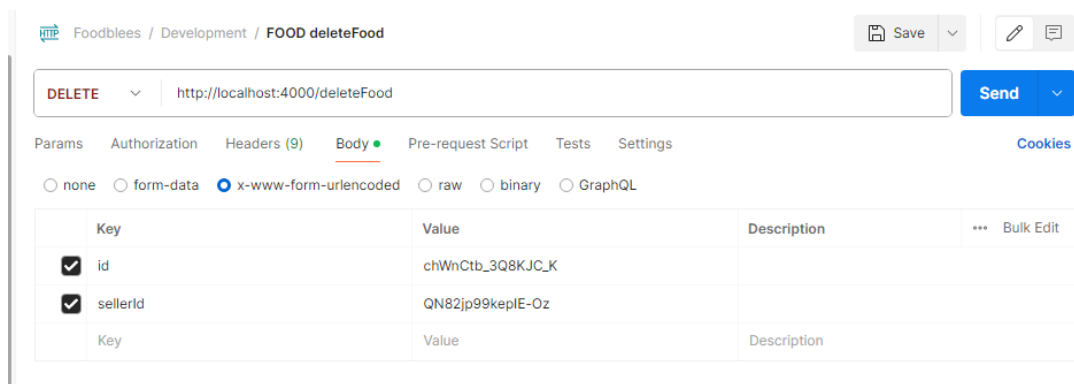 HTTP Foodblees / Development / FOOD deleteFood Save
DELETE http://localhost:4000/deleteFood Send
Params Authorization Headers (9) Body Pre-request Script Tests Settings Cookies
none form-data x-www-form-urlencoded raw binary GraphQL
Key Value Description Bulk Edit
id chWnCtb_3Q8KJC_K
sellerId QN82jp99keplE-Oz
Key Value Description